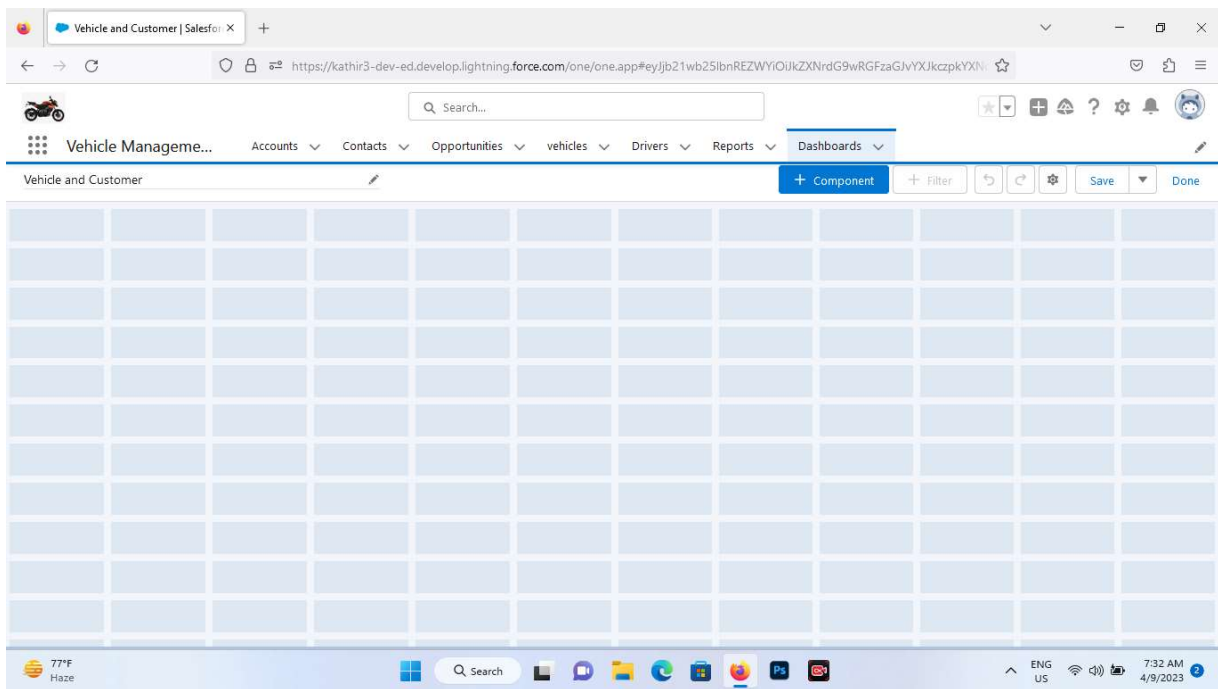 Vehicle and Customer | Salesfor
https://kathir3-dev-ed.develop.lightning.force.com/one/one.app#eyJjb21wb25lbnREZWYiOiJkZXNrdG9wRGFzaGJvYXJkczpkYXN
Search...
Vehicle Manageme... Accounts Contacts Opportunities vehicles Drivers Reports Dashboards
Vehicle and Customer + Component + Filter Save Done
77°F
Haze
Search
Ps
ENG
US
7:32 AM
4/9/2023
2